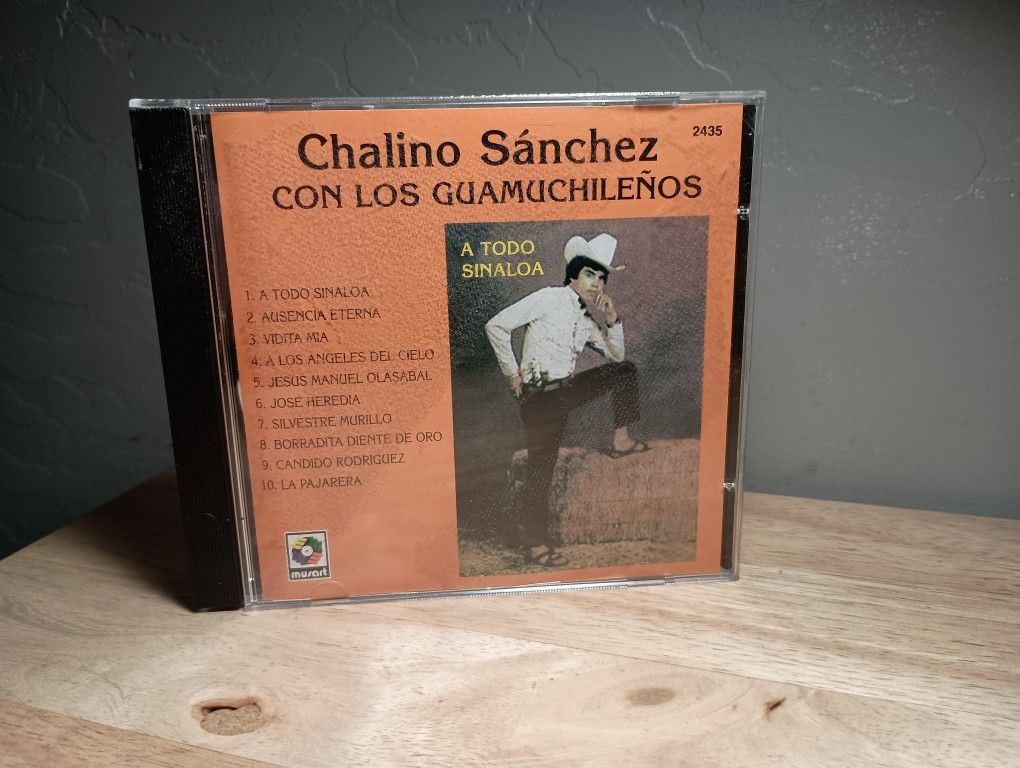 Chalino Sánchez
2435
CON LOS GUAMUCHILEÑOS
A TODO
SINALOA
1. A TODO SINALOA
2. AUSENCIA ETERNA
3. VIDITA MIA
4. A LOS ANGELES DEL CIELO
5. JESUS MANUEL OLASABAL
6. JOSE HEREDIA
7. SILVESTRE MURILLO
8. BORRADITA DIENTE DE ORO
9. CANDIDO RODRIGUEZ
10. LA PAJARERA
musart